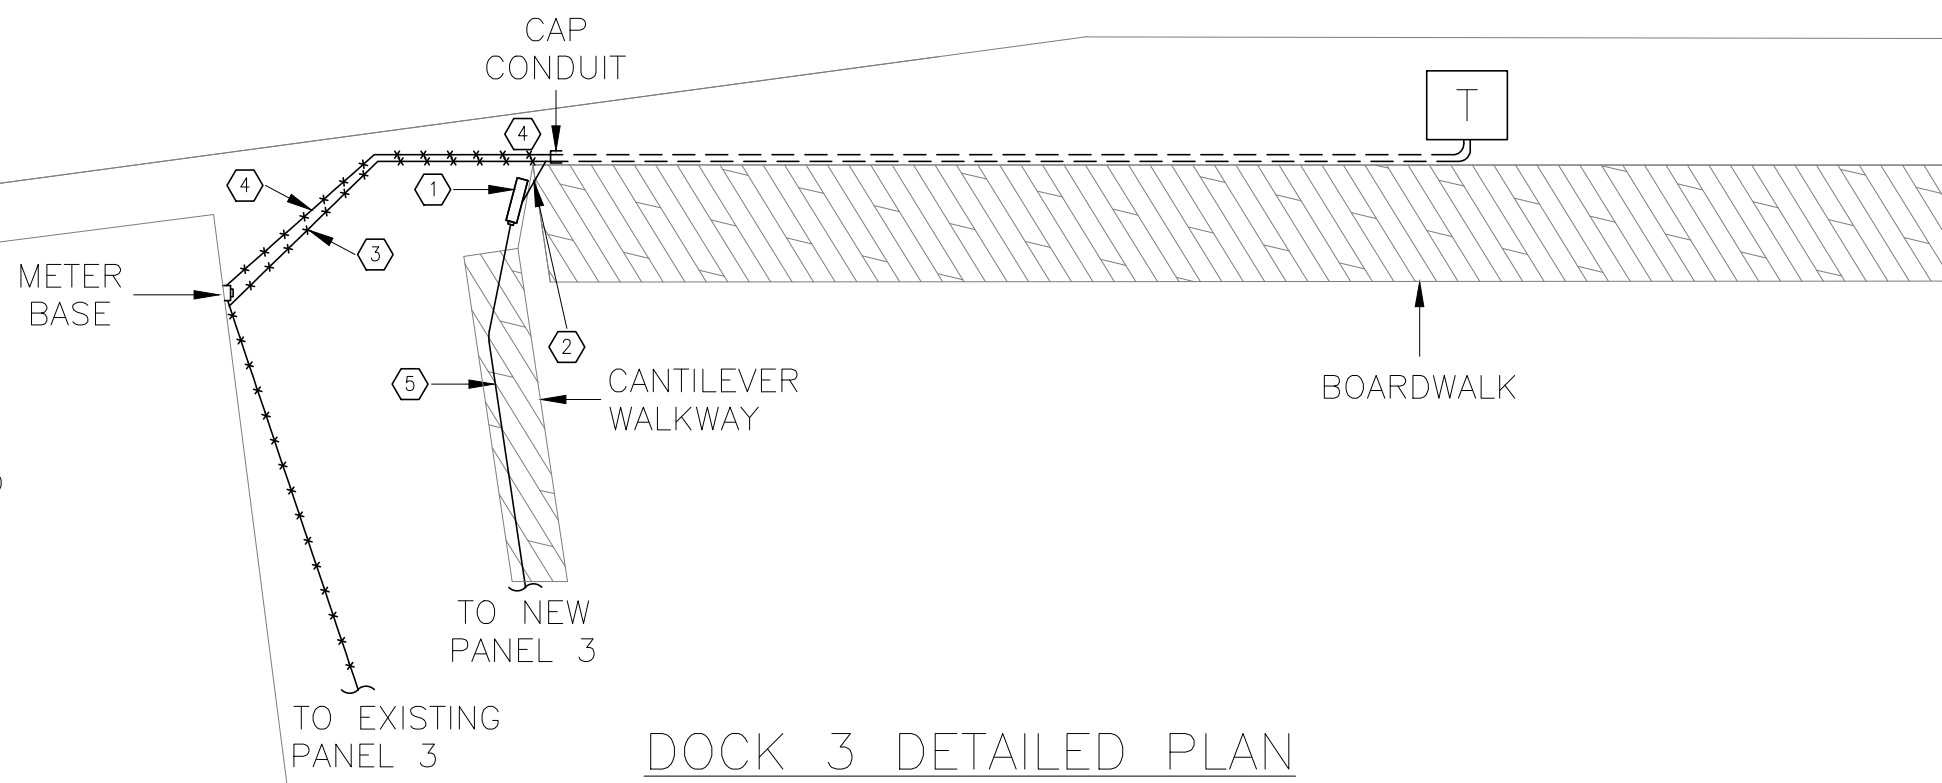 CAP
CONDUIT
T
4
4
1
3
METER
BASE
2
5
CANTILEVER
WALKWAY
BOARDWALK
TO NEW
PANEL 3
TO EXISTING
PANEL 3
DOCK 3 DETAILED PLAN